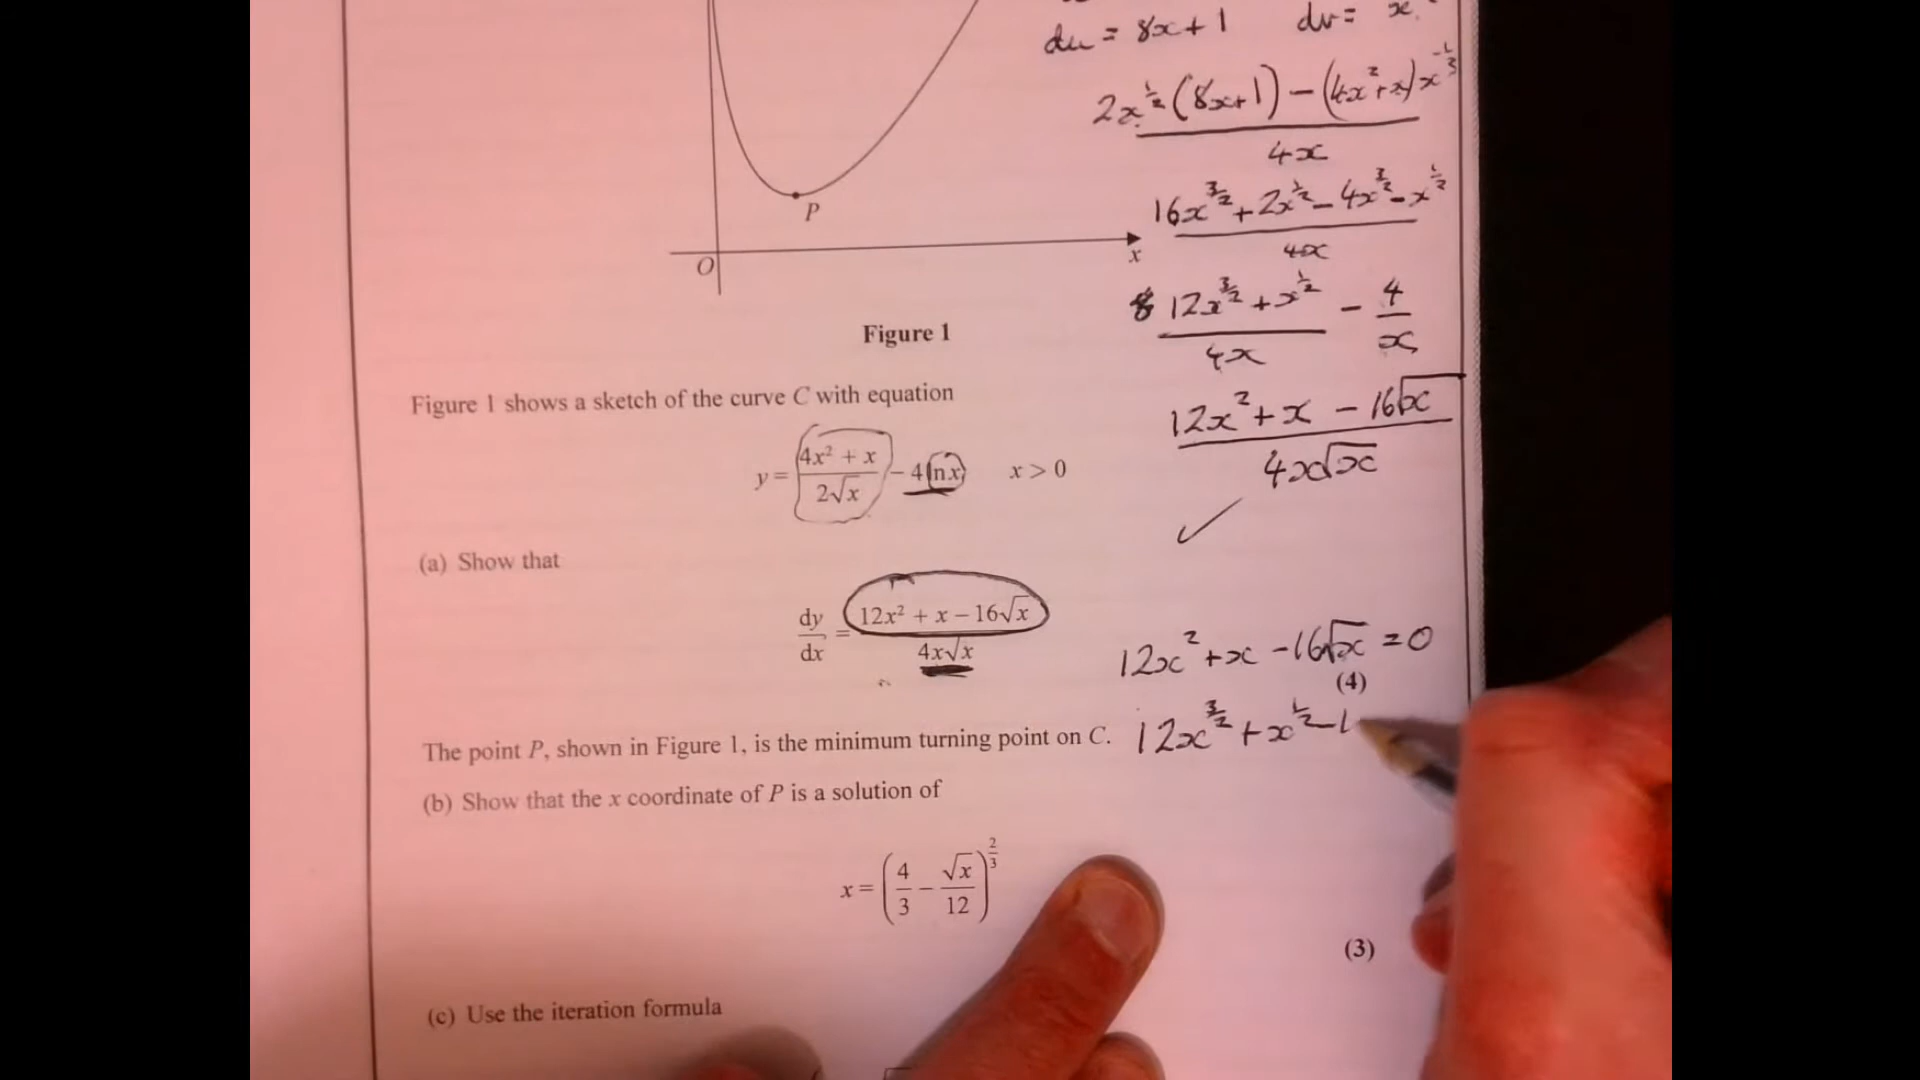 du = 8x + 1 dv = x
2x^½ (8x+1) − (4x²+x)x^-½
4x
16x^3/2 + 2x^½ − 4x^3/2 − x^½
4x
P
x
O
12x^3/2 + x^½ − 4
4x x
Figure 1
12x² + x − 16√x
4x√x
Figure 1 shows a sketch of the curve C with equation
y = (4x² + x)/(2√x) − 4lnx x > 0
✓
(a) Show that
dy/dx = (12x² + x − 16√x)/(4x√x)
12x² + x − 16√x = 0
(4)
The point P, shown in Figure 1, is the minimum turning point on C.
12x^3/2 + x^½ − 1
(b) Show that the x coordinate of P is a solution of
x = (4/3 − √x/12)^2/3
(3)
(c) Use the iteration formula